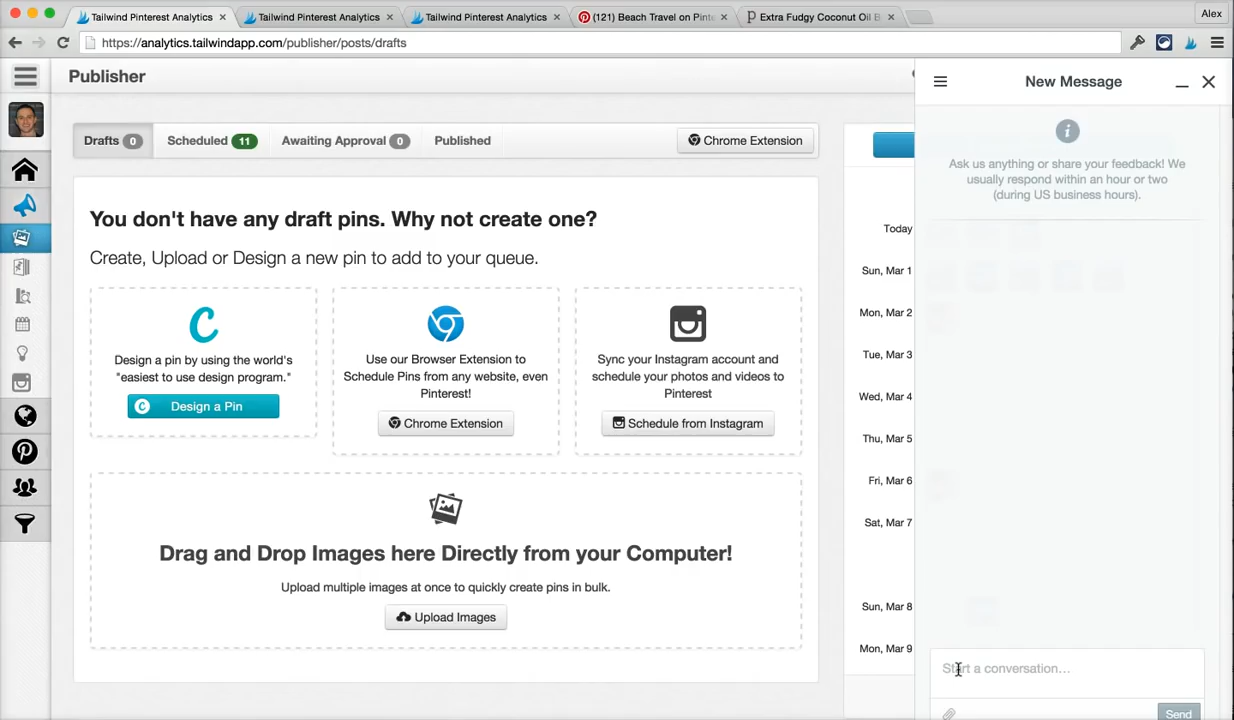 Tailwind Pinterest Analytics
Tailwind Pinterest Analytics
Tailwind Pinterest Analytics
(121) Beach Travel on Pint
Extra Fudgy Coconut Oil B
Alex
https://analytics.tailwindapp.com/publisher/posts/drafts
Publisher
New Message
Drafts 0
Scheduled 11
Awaiting Approval 0
Published
Chrome Extension
Ask us anything or share your feedback! We
usually respond within an hour or two
(during US business hours).
You don't have any draft pins. Why not create one?
Create, Upload or Design a new pin to add to your queue.
Design a pin by using the world's
"easiest to use design program."
Design a Pin
Use our Browser Extension to
Schedule Pins from any website, even
Pinterest!
Chrome Extension
Sync your Instagram account and
schedule your photos and videos to
Pinterest
Schedule from Instagram
Drag and Drop Images here Directly from your Computer!
Upload multiple images at once to quickly create pins in bulk.
Upload Images
Today
Sun, Mar 1
Mon, Mar 2
Tue, Mar 3
Wed, Mar 4
Thu, Mar 5
Fri, Mar 6
Sat, Mar 7
Sun, Mar 8
Mon, Mar 9
Start a conversation…
Send